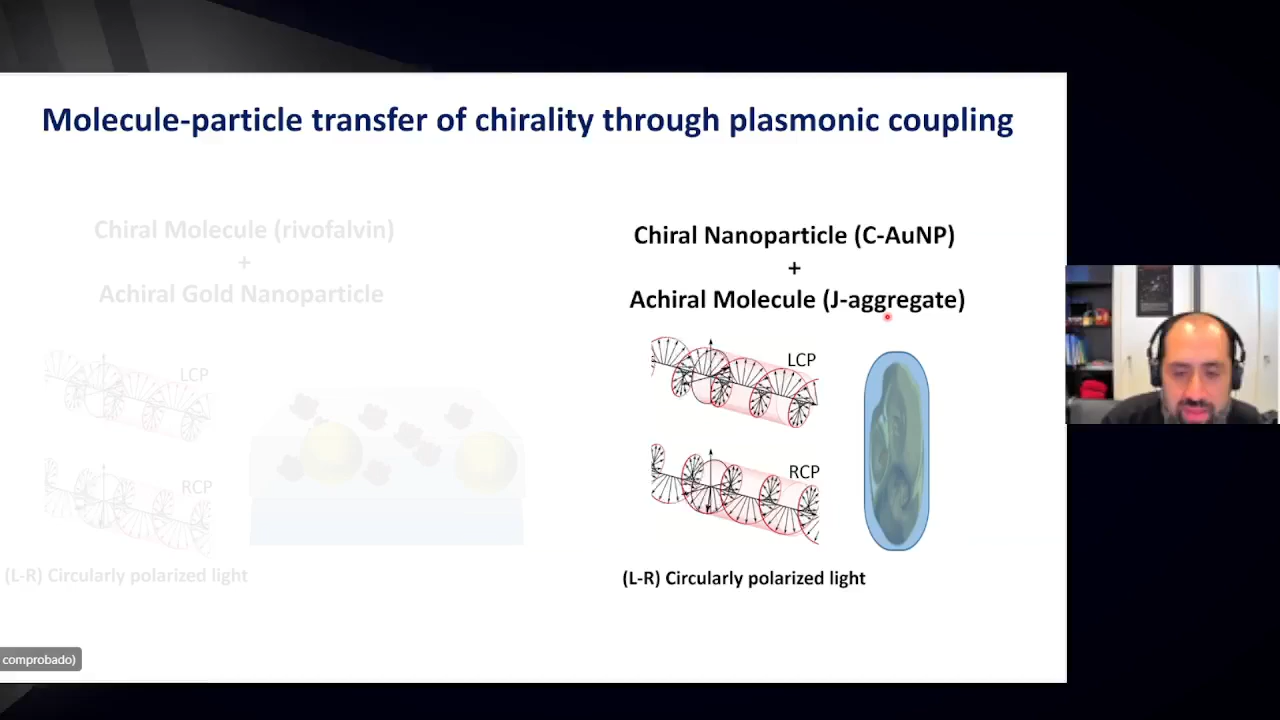 Molecule-particle transfer of chirality through plasmonic coupling
Chiral Molecule (rivofalvin)
+
Achiral Gold Nanoparticle
LCP
RCP
(L-R) Circularly polarized light
Chiral Nanoparticle (C-AuNP)
+
Achiral Molecule (J-aggregate)
LCP
RCP
(L-R) Circularly polarized light
comprobado)